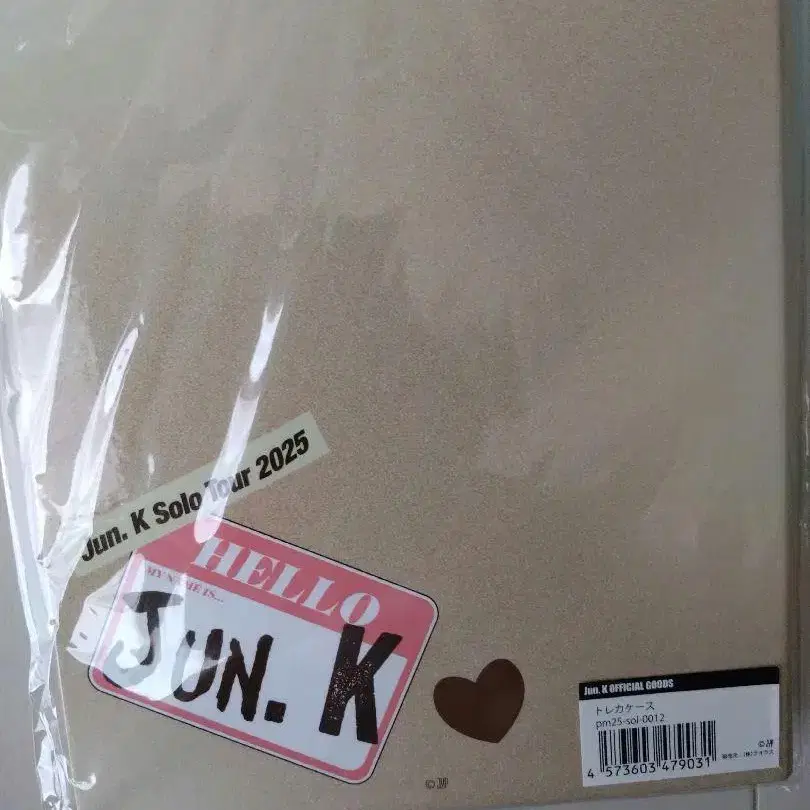 Jun. K Solo Tour 2025
HELLO
MY NAME IS...
JUN. K
Jun. K OFFICIAL GOODS
トレカケース
pm25-sol-0012
4 573603 479031